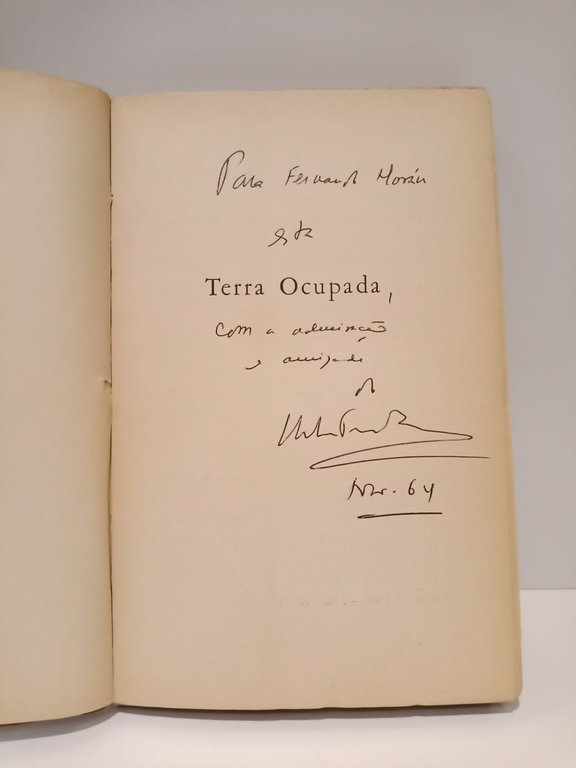 Para Fernando Morán
esta
Terra Ocupada,
com a admiração
e amizade
de
Nov. 64